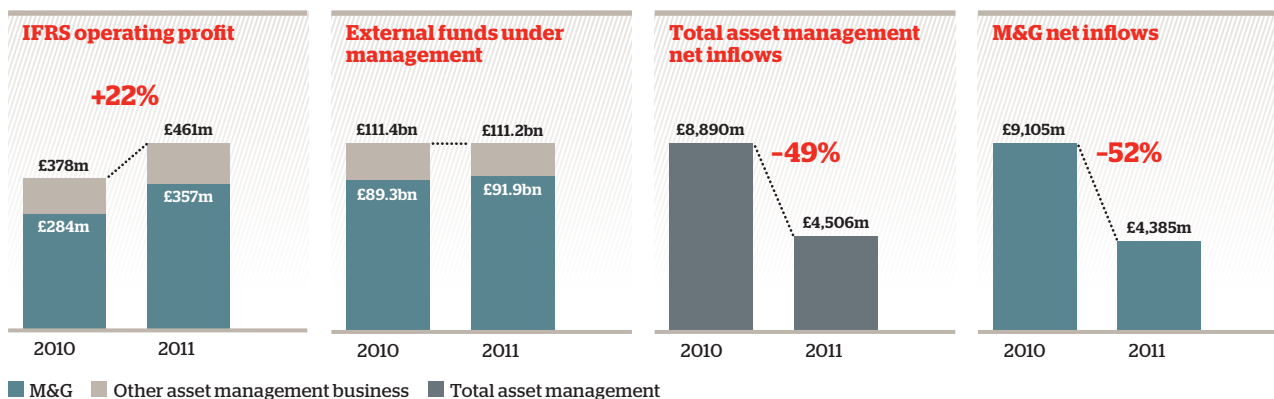 IFRS operating profit
+22%
£378m
£461m
£284m
£357m
2010
2011
External funds under
management
£111.4bn
£111.2bn
£89.3bn
£91.9bn
2010
2011
Total asset management
net inflows
£8,890m
–49%
£4,506m
2010
2011
M&G net inflows
£9,105m
–52%
£4,385m
2010
2011
M&G Other asset management business Total asset management